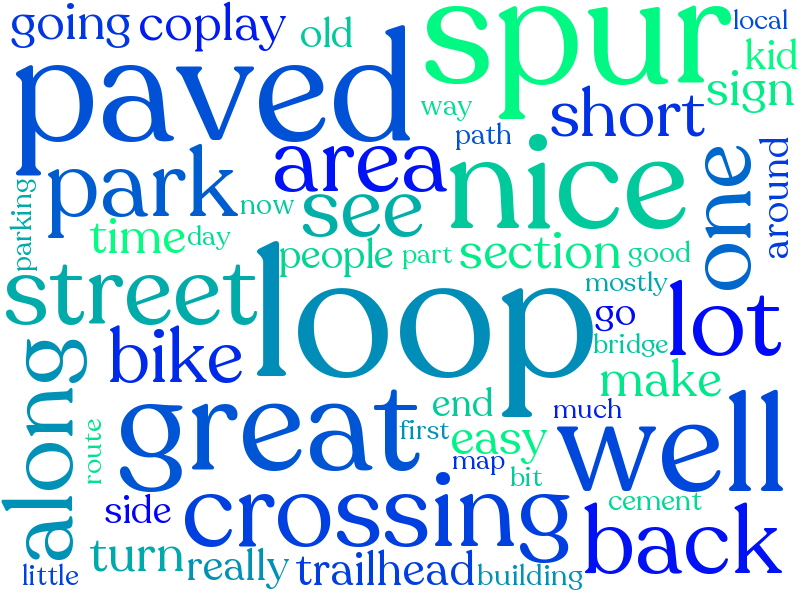 going coplay old spur local
kid
paved way sign
path short
park area nice one around
parking now see
time day people part section good
street loop mostly
go lot
bike bridge
along make
great end much well
route first easy
map bit
side crossing cement back
turn really trailhead building
little